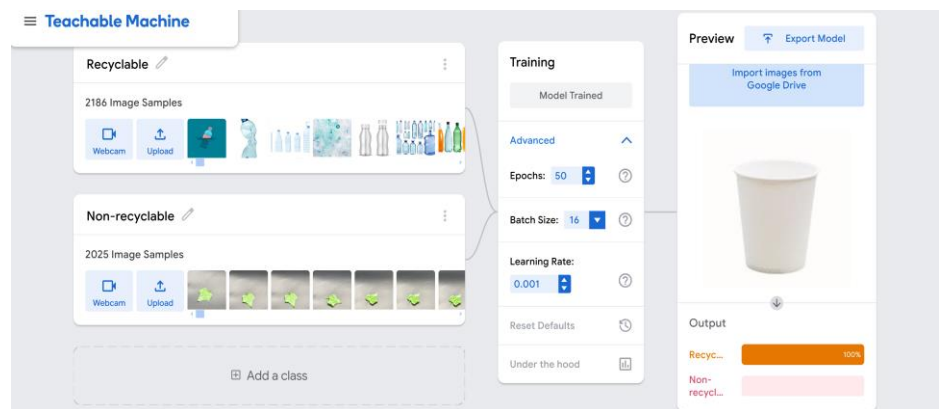 Teachable Machine
Recyclable
2186 Image Samples
Webcam
Upload
Non-recyclable
2025 Image Samples
Webcam
Upload
Add a class
Training
Model Trained
Advanced
Epochs: 50
Batch Size: 16
Learning Rate:
0.001
Reset Defaults
Under the hood
Preview
Export Model
Import images from
Google Drive
Output
Recyc...
100%
Non-
recycl...